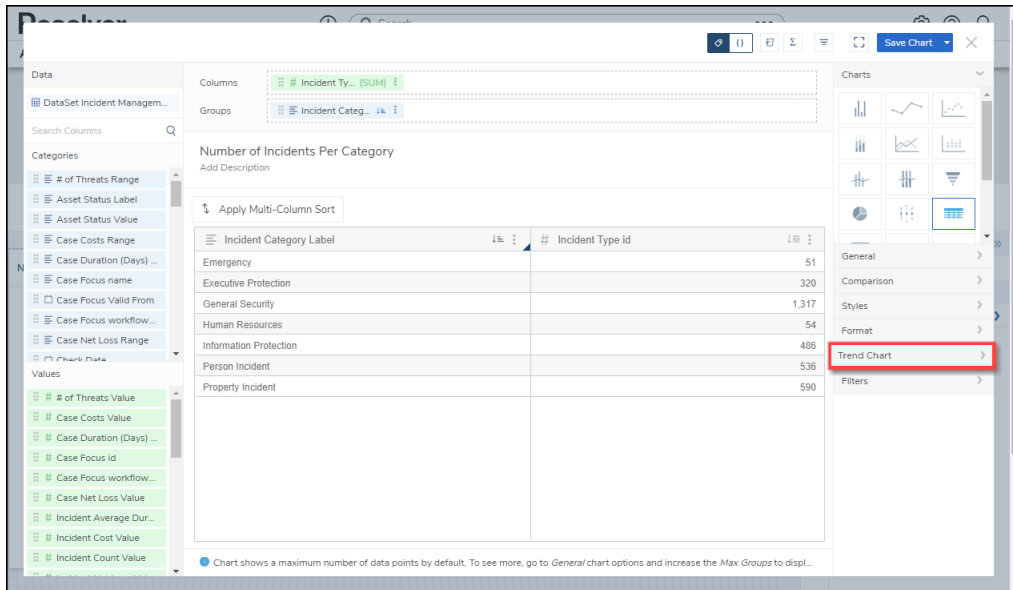 Resolver
Search
{}
Σ
Save Chart
Data
DataSet Incident Managem...
Search Columns
Categories
# of Threats Range
Asset Status Label
Asset Status Value
Case Costs Range
Case Duration (Days) ...
Case Focus name
Case Focus Valid From
Case Focus workflow...
Case Net Loss Range
Check Date
Values
# # of Threats Value
# Case Costs Value
# Case Duration (Days) ...
# Case Focus id
# Case Focus workflow...
# Case Net Loss Value
# Incident Average Dur...
# Incident Cost Value
# Incident Count Value
Columns # Incident Ty... (SUM)
Groups Incident Categ...
Number of Incidents Per Category
Add Description
Apply Multi-Column Sort
Incident Category Label # Incident Type id
Emergency 51
Executive Protection 320
General Security 1,317
Human Resources 54
Information Protection 486
Person Incident 536
Property Incident 590
Chart shows a maximum number of data points by default. To see more, go to General chart options and increase the Max Groups to displ...
Charts
General
Comparison
Styles
Format
Trend Chart
Filters